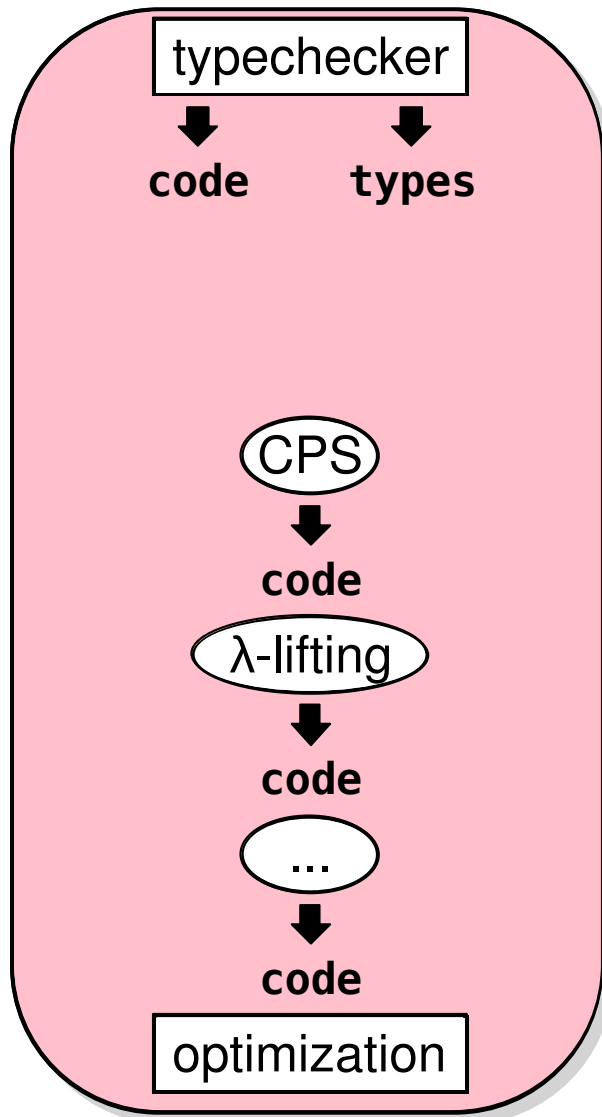 typechecker
code types
CPS
code
λ-lifting
code
...
code
optimization